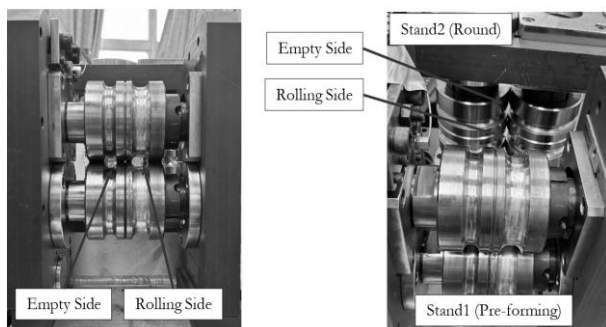 Empty Side
Rolling Side
Stand2 (Round)
Empty Side
Rolling Side
Stand1 (Pre-forming)